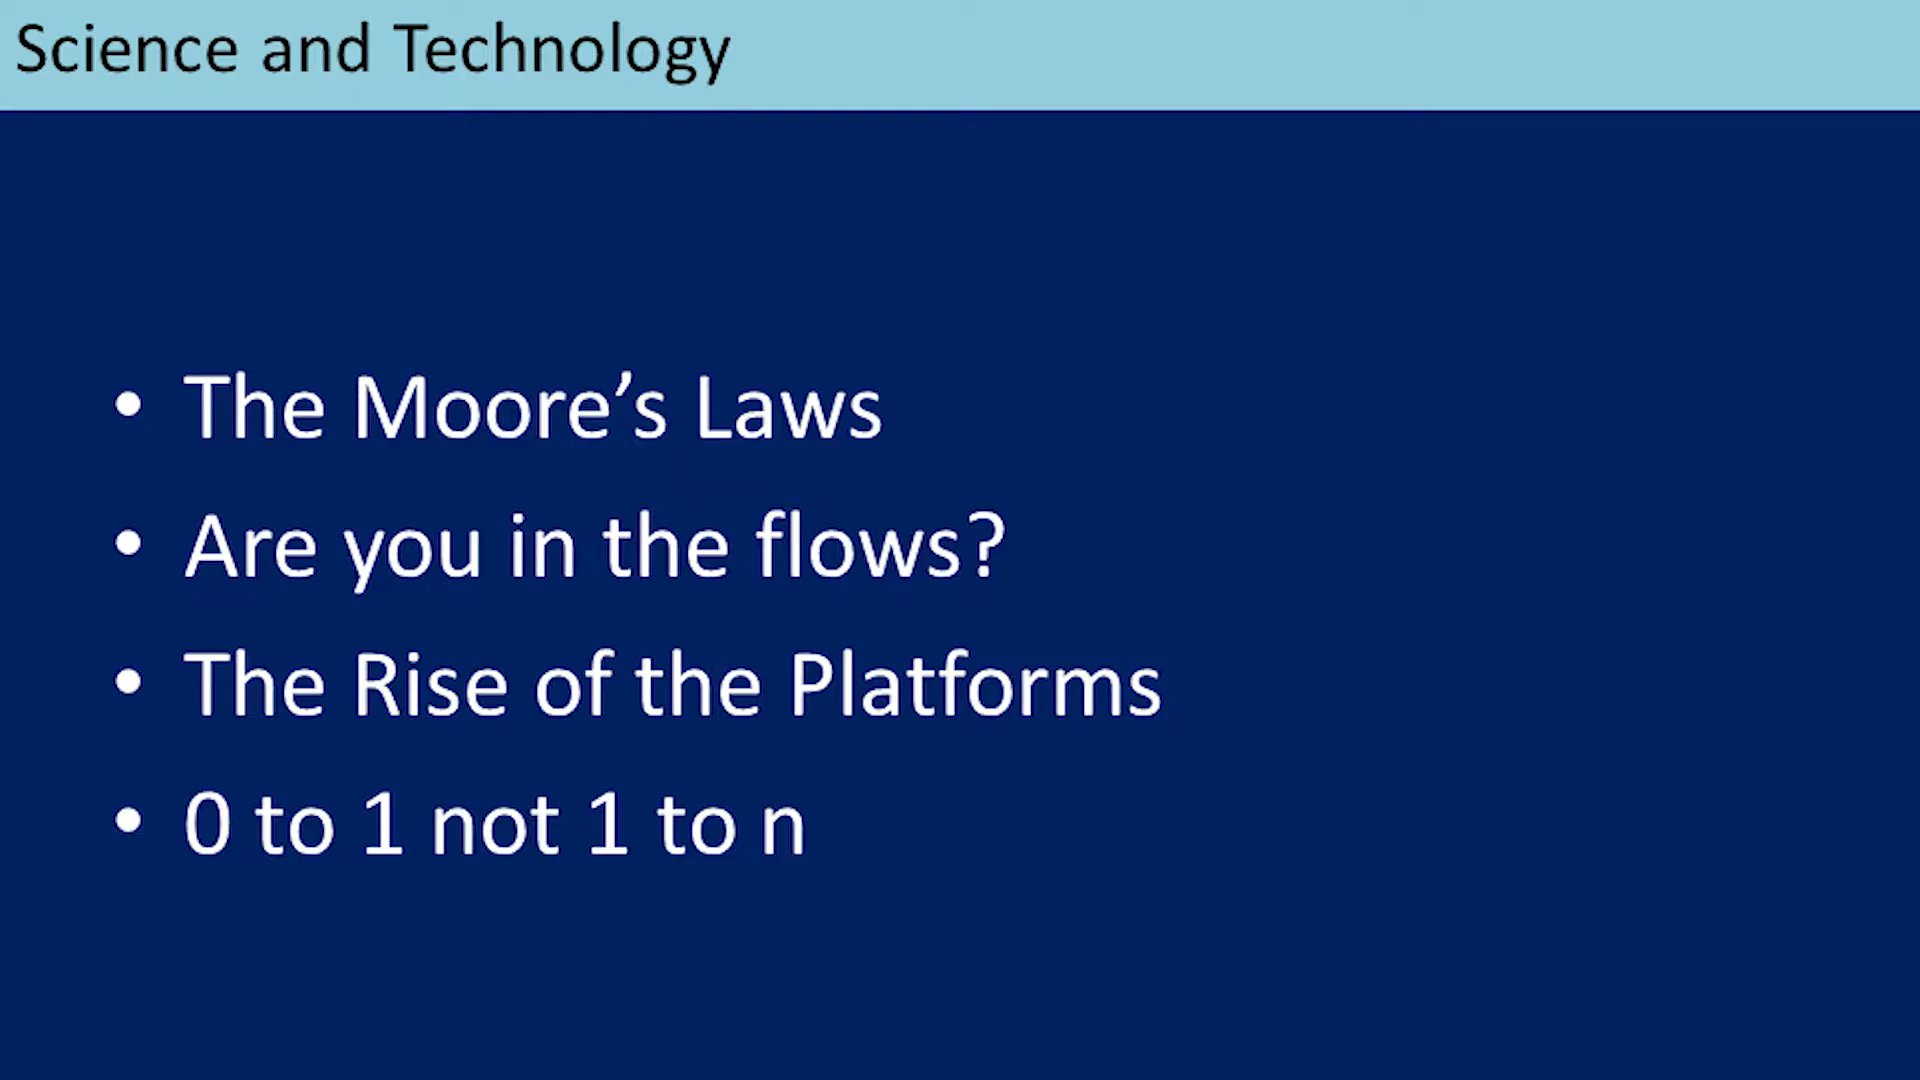 Science and Technology
• The Moore’s Laws
• Are you in the flows?
• The Rise of the Platforms
• 0 to 1 not 1 to n